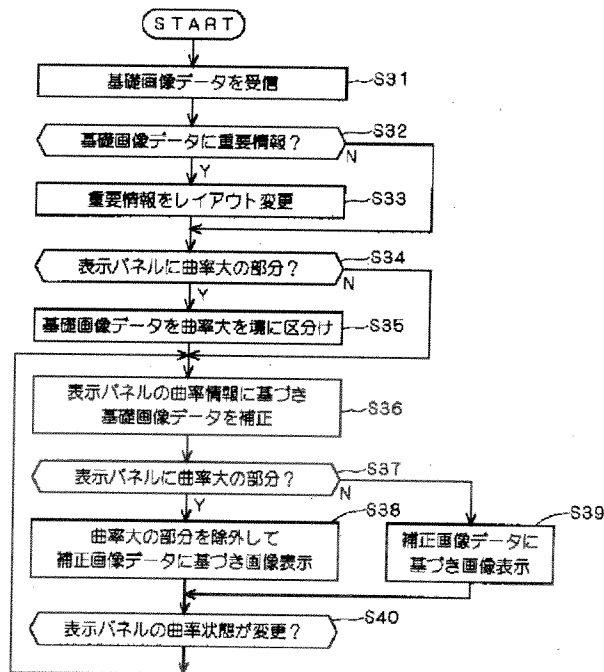 START
基礎画像データを受信
S31
基礎画像データに重要情報?
S32
N
Y
重要情報をレイアウト変更
S33
表示パネルに曲率大の部分?
S34
N
Y
基礎画像データを曲率大を境に区分け
S35
表示パネルの曲率情報に基づき
基礎画像データを補正
S36
表示パネルに曲率大の部分?
S37
N
Y
曲率大の部分を除外して
補正画像データに基づき画像表示
S38
補正画像データに
基づき画像表示
S39
表示パネルの曲率状態が変更?
S40